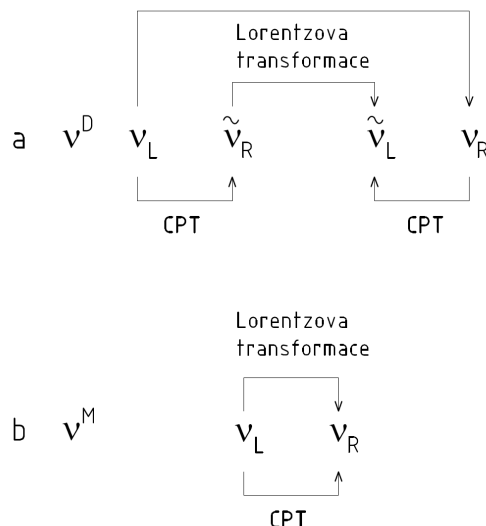 Lorentzova
transformace
a ν^D ν_L ν̃_R ν̃_L ν_R
CPT CPT
Lorentzova
transformace
b ν^M ν_L ν_R
CPT